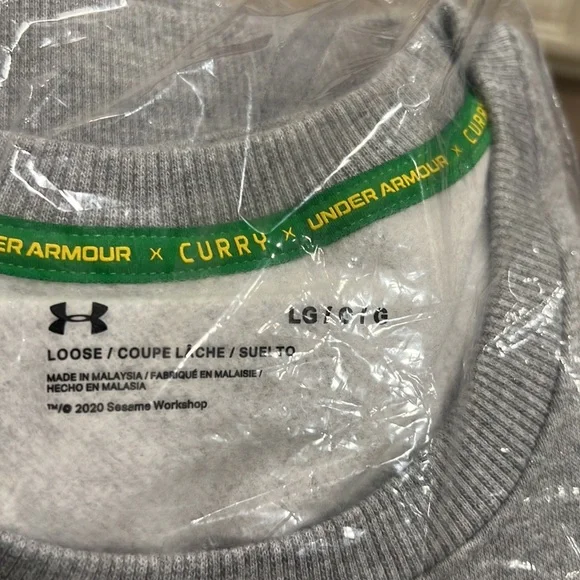 ER ARMOUR × CURRY × UNDER ARMOUR × CURRY
LG / G / G
LOOSE / COUPE LÂCHE / SUELTO
MADE IN MALAYSIA / FABRIQUÉ EN MALAISIE /
HECHO EN MALASIA
™/© 2020 Sesame Workshop